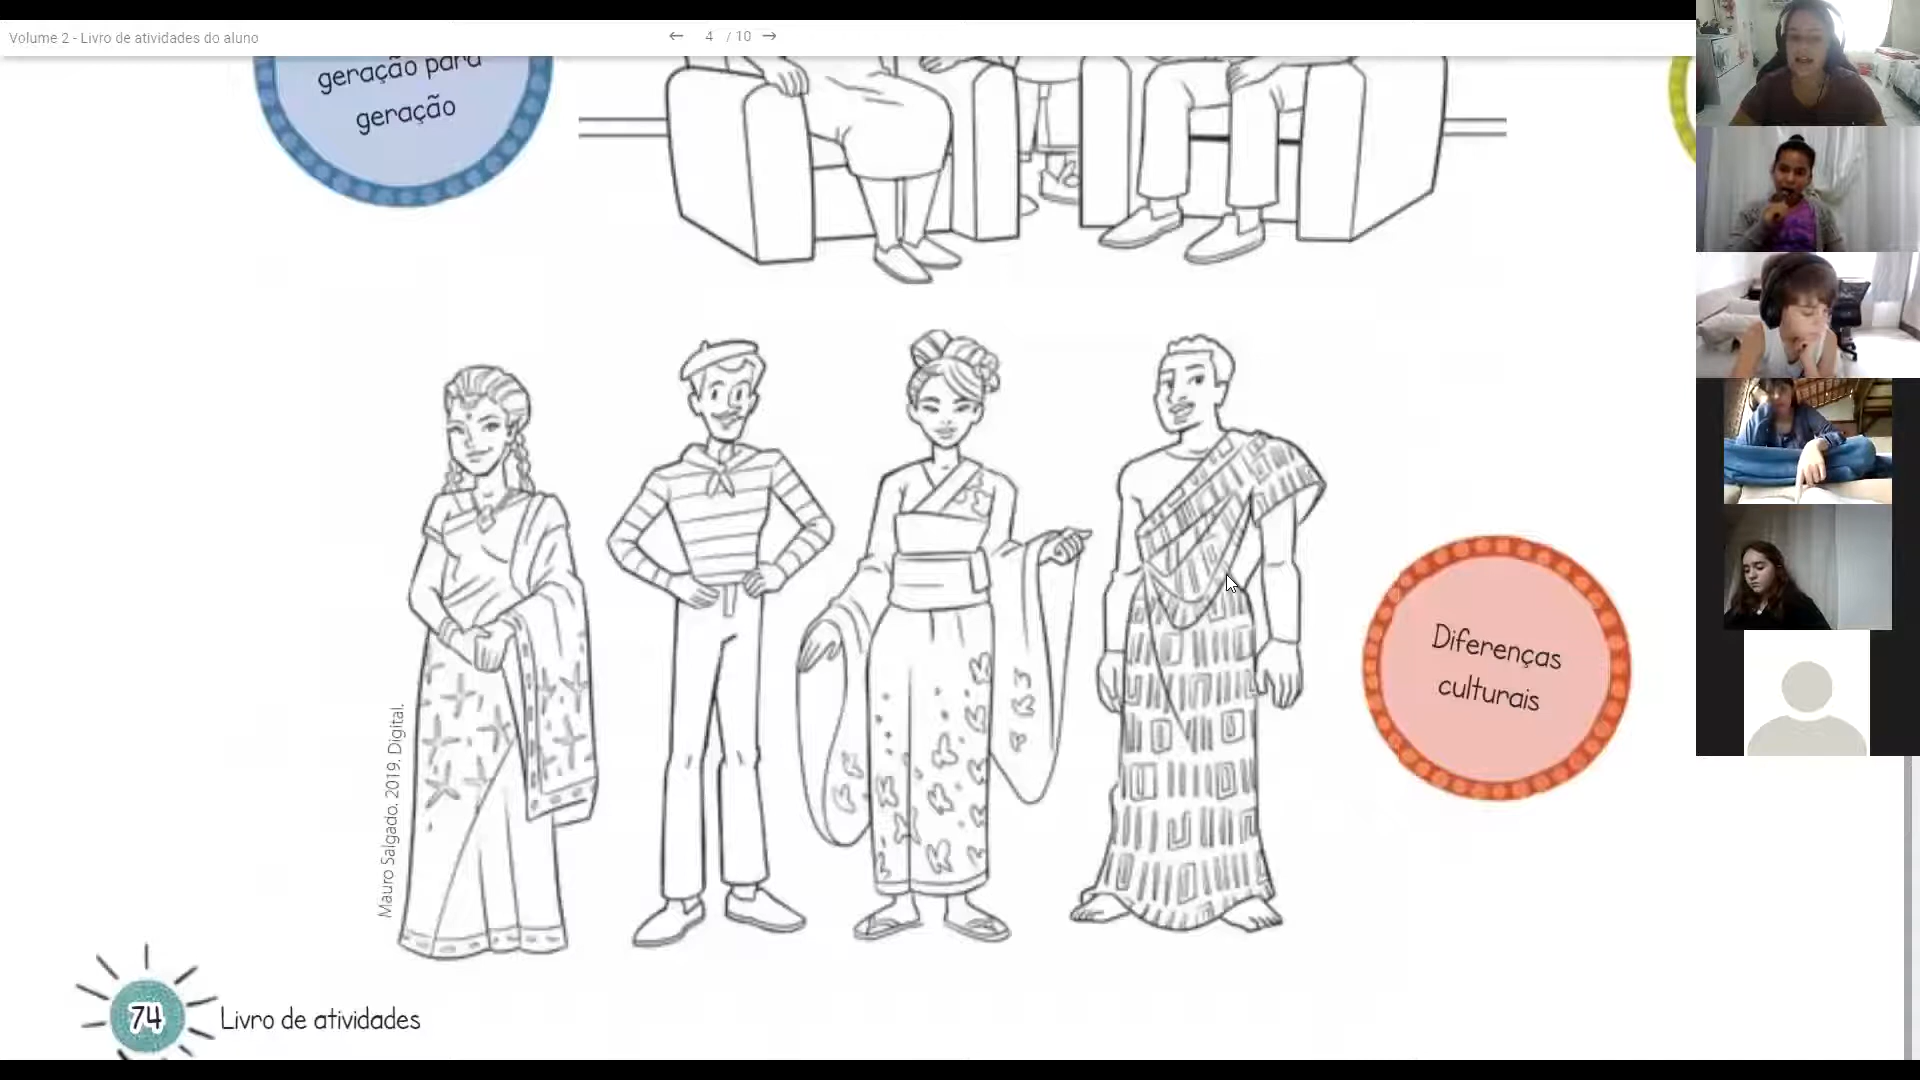 Volume 2 - Livro de atividades do aluno
4 / 10
geração para
geração
Diferenças
culturais
Mauro Salgado. 2019. Digital.
74
Livro de atividades